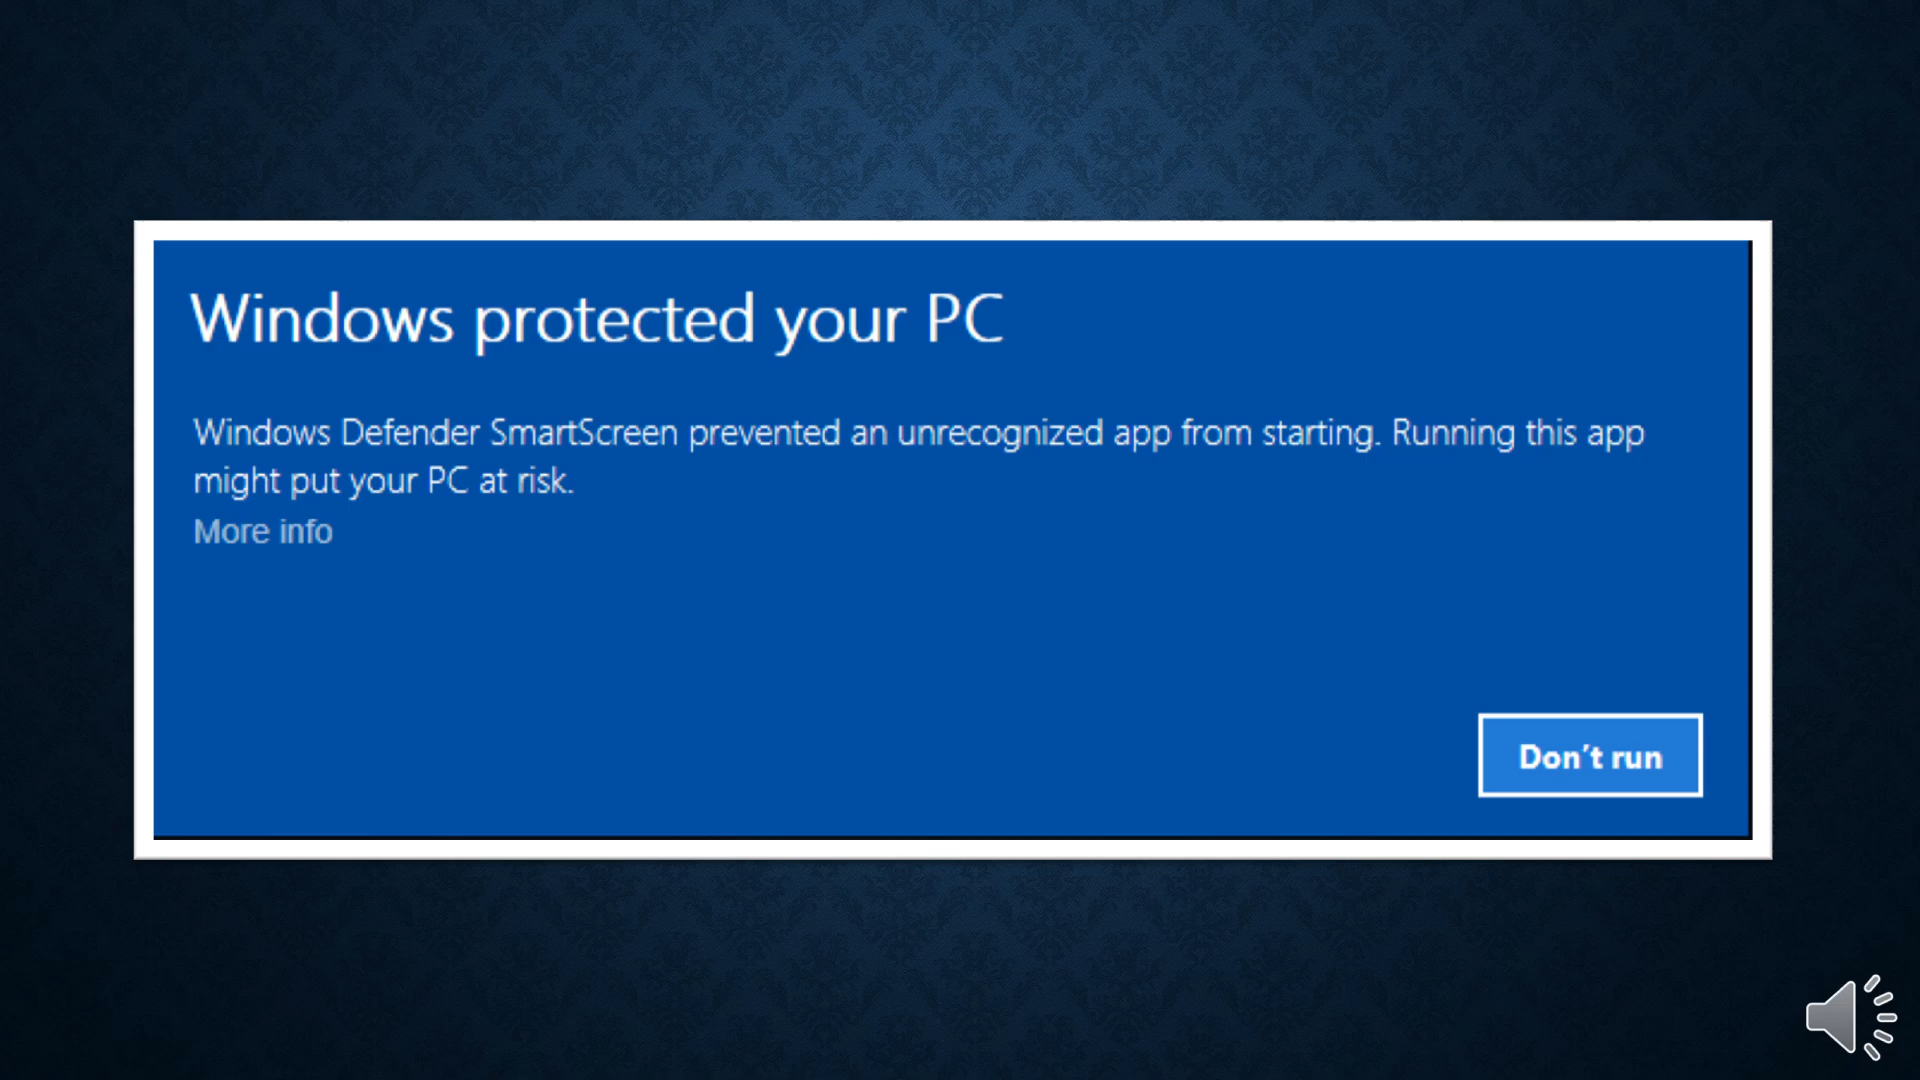 Windows protected your PC
Windows Defender SmartScreen prevented an unrecognized app from starting. Running this app
might put your PC at risk.
More info
Don’t run